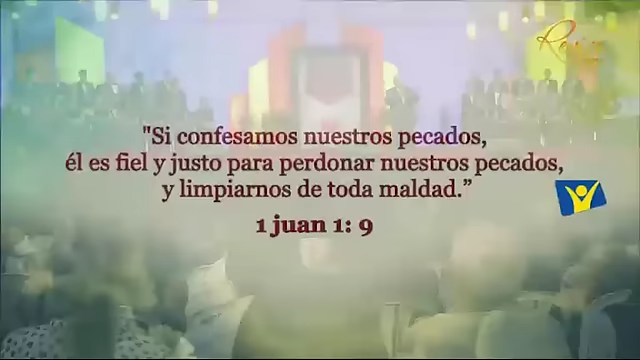 "Si confesamos nuestros pecados,
él es fiel y justo para perdonar nuestros pecados,
y limpiarnos de toda maldad.”
1 juan 1: 9